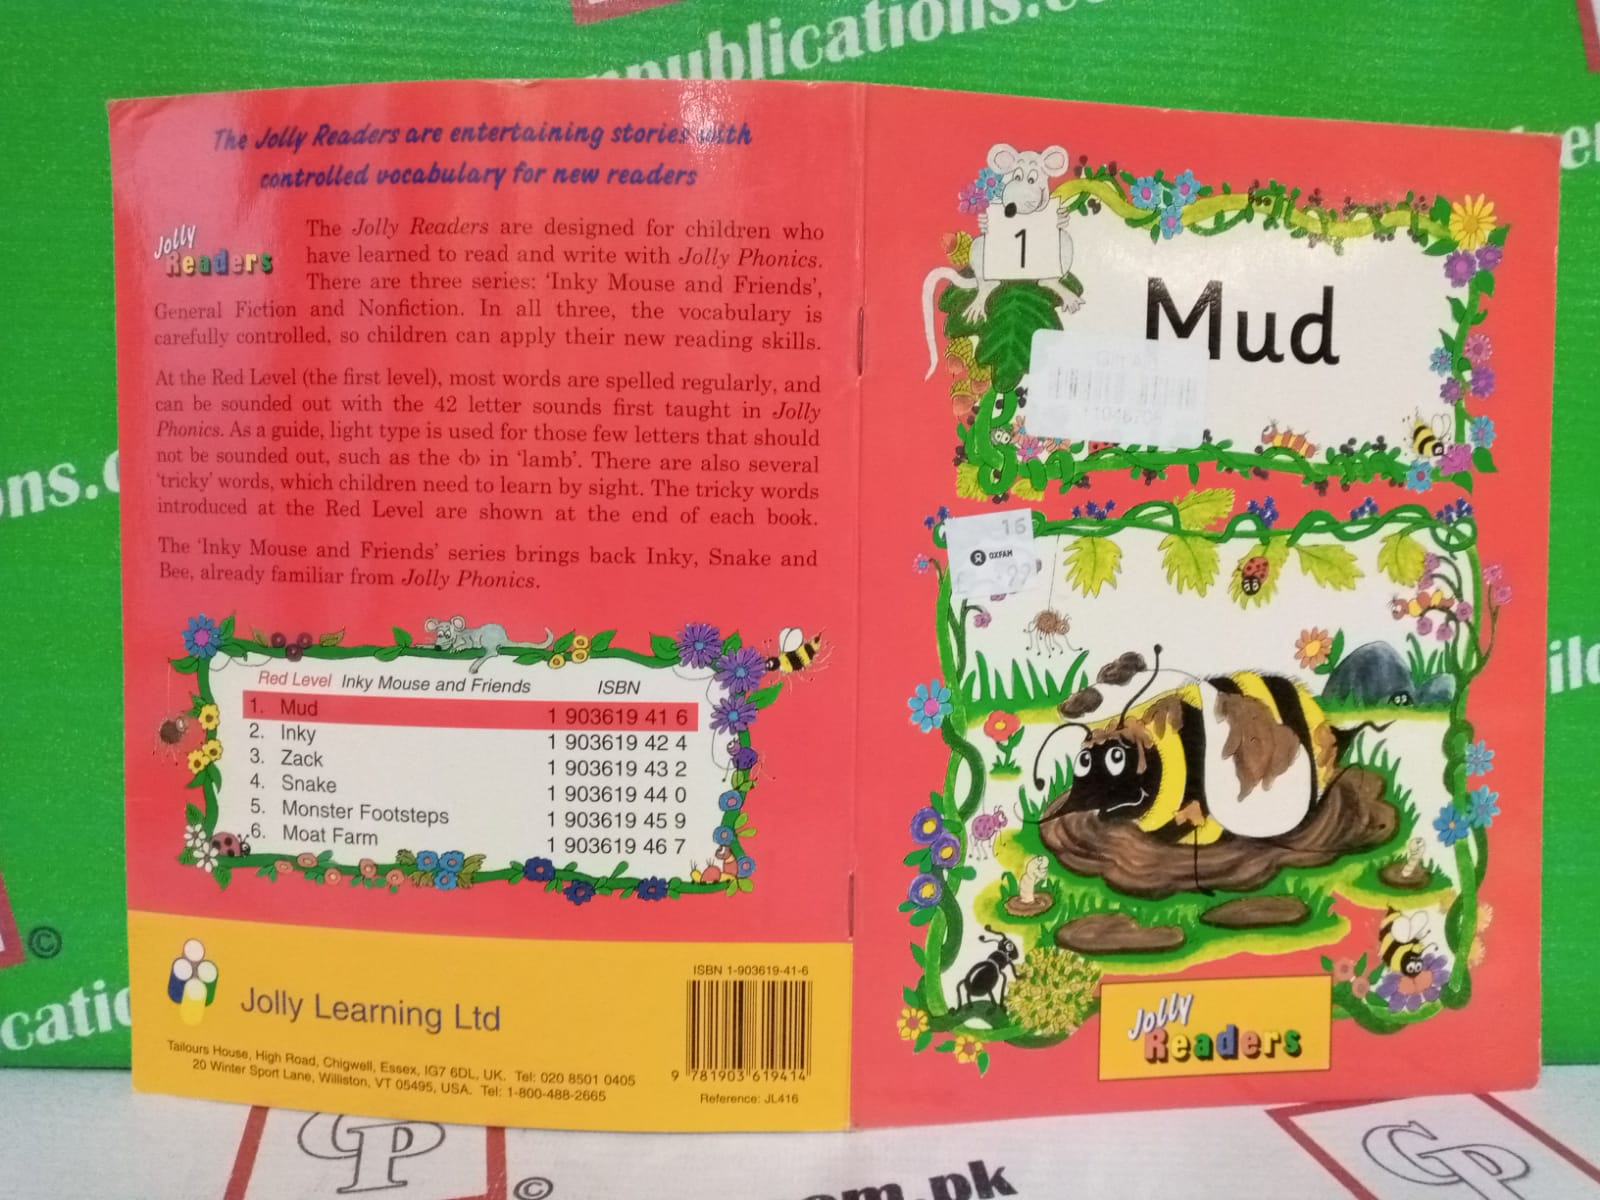 publications.
The Jolly Readers are entertaining stories with
controlled vocabulary for new readers
Jolly
Readers
The Jolly Readers are designed for children who
have learned to read and write with Jolly Phonics.
There are three series: ‘Inky Mouse and Friends’,
General Fiction and Nonfiction. In all three, the vocabulary is
carefully controlled, so children can apply their new reading skills.
At the Red Level (the first level), most words are spelled regularly, and
can be sounded out with the 42 letter sounds first taught in Jolly
Phonics. As a guide, light type is used for those few letters that should
not be sounded out, such as the ‹b› in ‘lamb’. There are also several
‘tricky’ words, which children need to learn by sight. The tricky words
introduced at the Red Level are shown at the end of each book.
The ‘Inky Mouse and Friends’ series brings back Inky, Snake and
Bee, already familiar from Jolly Phonics.
Red Level Inky Mouse and Friends ISBN
1. Mud 1 903619 41 6
2. Inky 1 903619 42 4
3. Zack 1 903619 43 2
4. Snake 1 903619 44 0
5. Monster Footsteps 1 903619 45 9
6. Moat Farm 1 903619 46 7
Jolly Learning Ltd
Tailours House, High Road, Chigwell, Essex, IG7 6DL, UK. Tel: 020 8501 0405
20 Winter Sport Lane, Williston, VT 05495, USA. Tel: 1-800-488-2665
ISBN 1-903619-41-6
9 781903 619414
Reference: JL416
1
Mud
16
OXFAM
99
Jolly
Readers
©
GP
©
GP